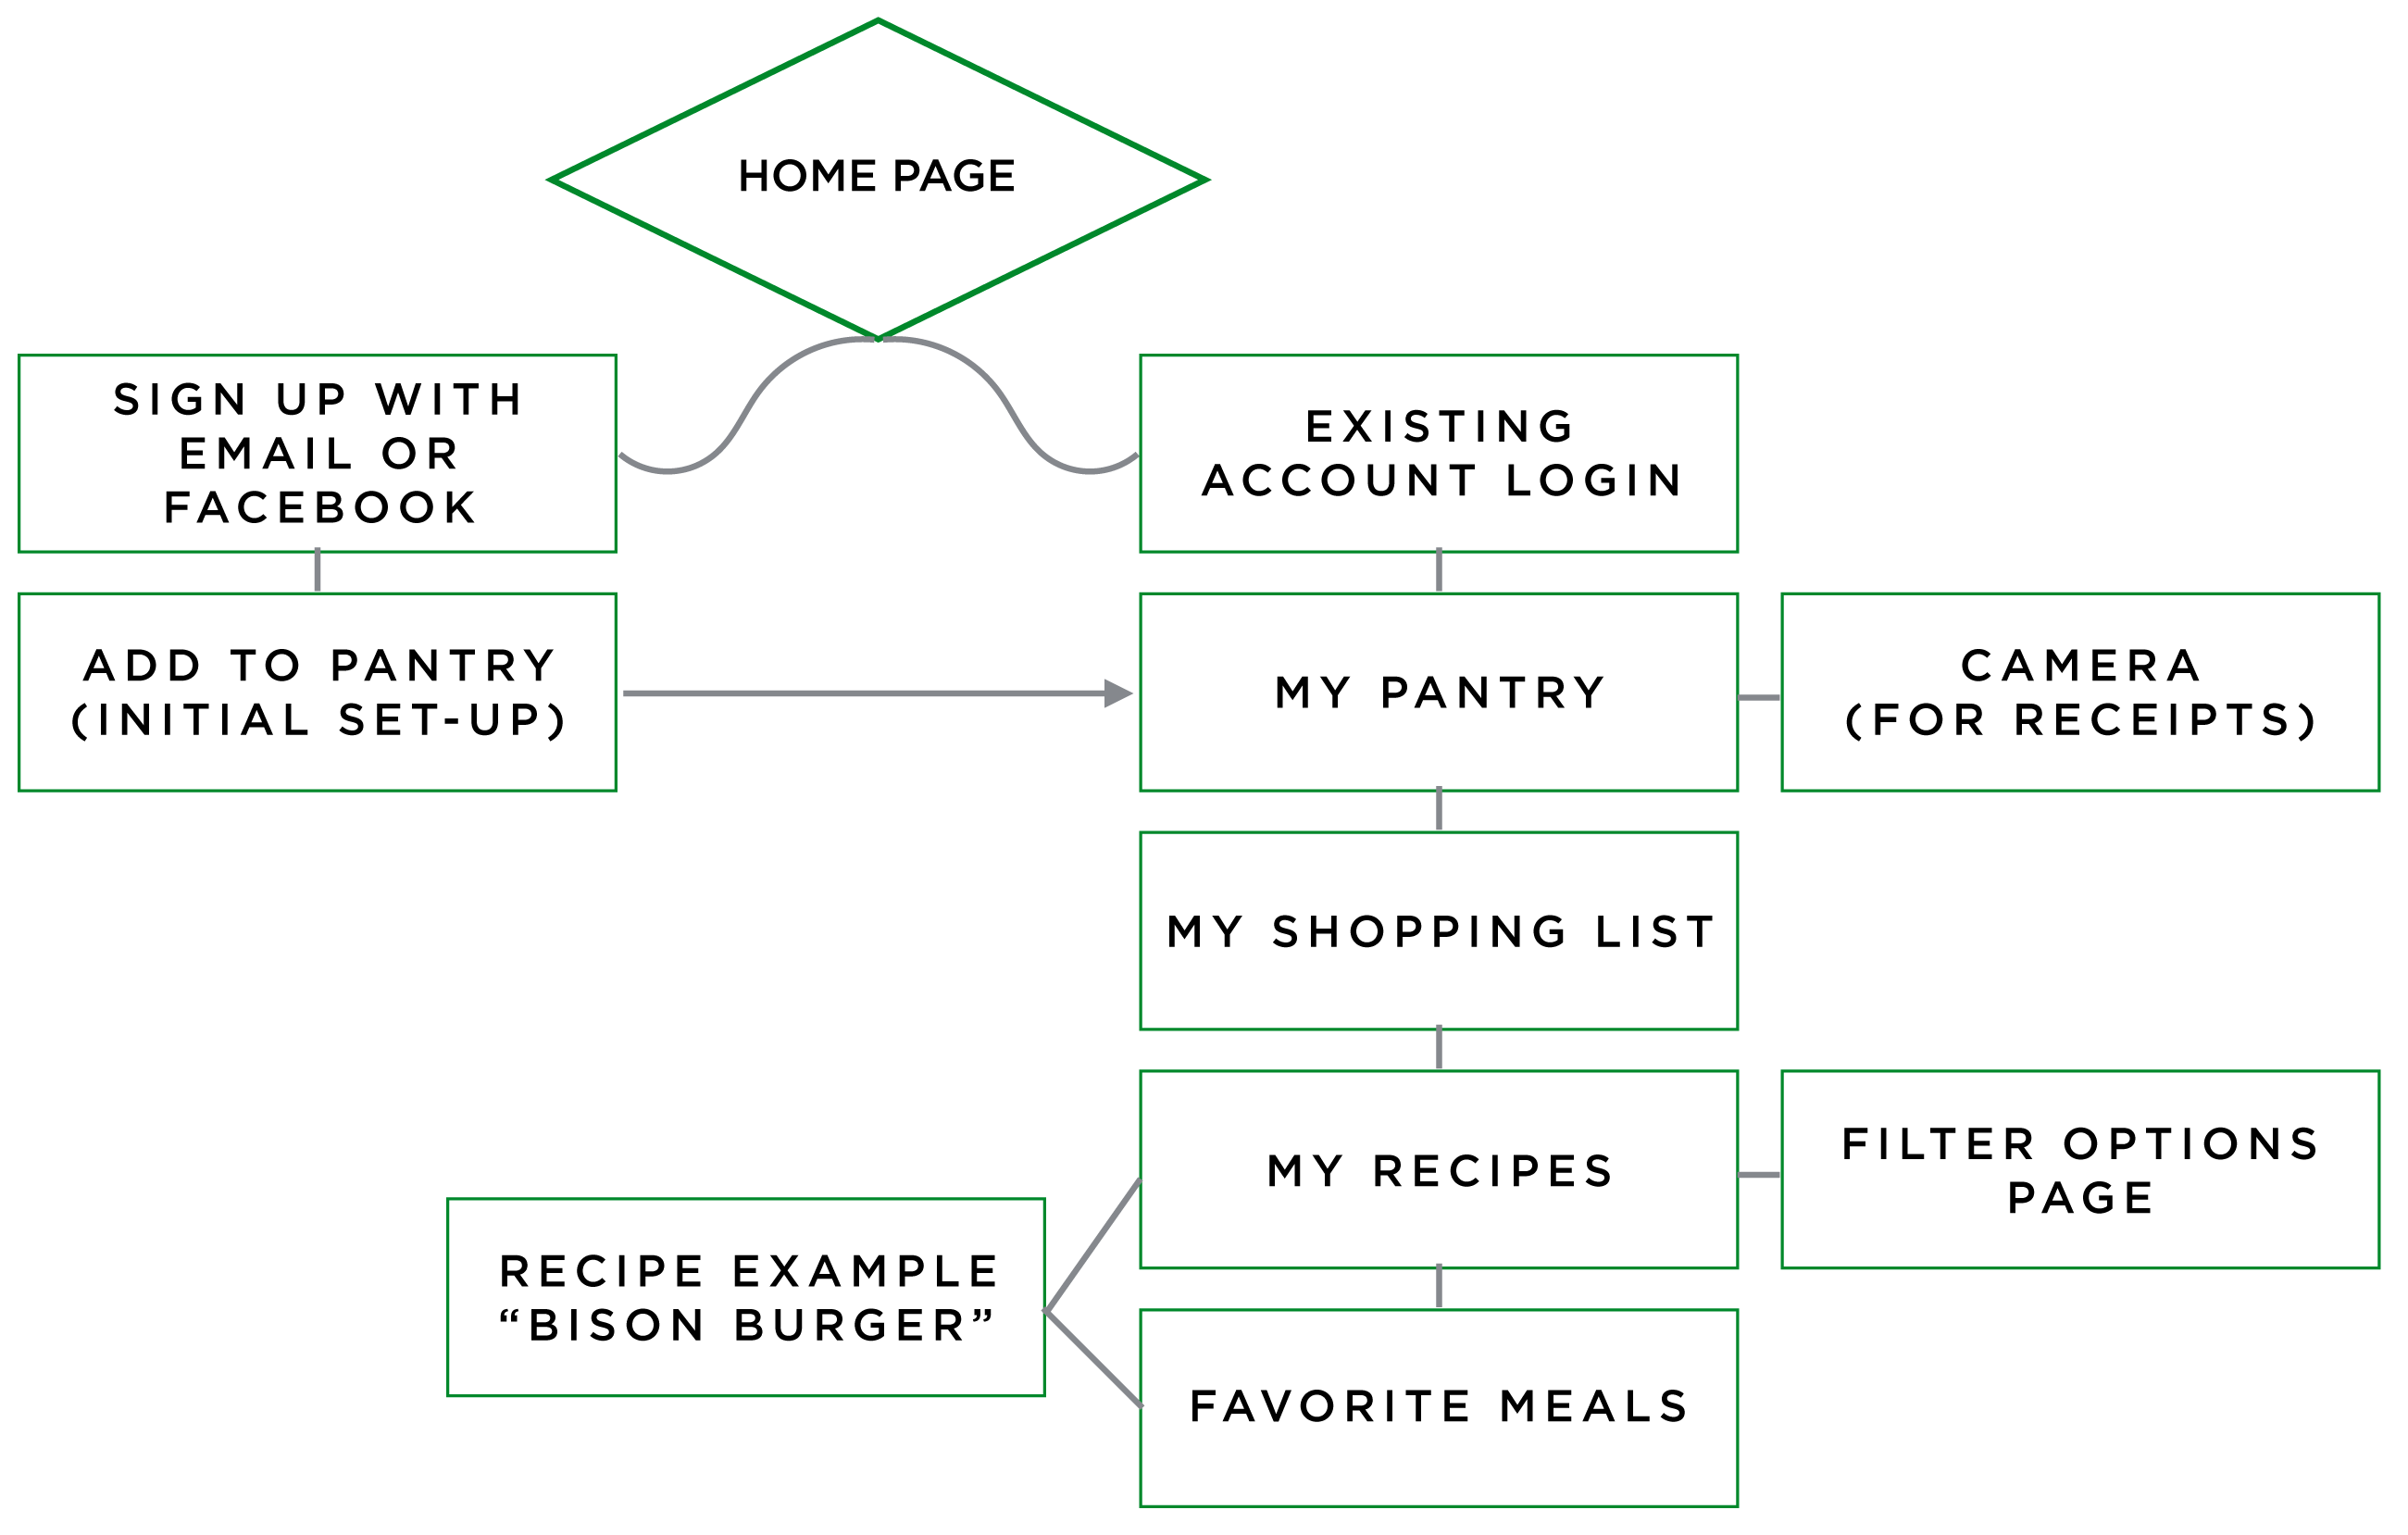 HOME PAGE
SIGN UP WITH
EMAIL OR
FACEBOOK
EXISTING
ACCOUNT LOGIN
ADD TO PANTRY
(INITIAL SET-UP)
MY PANTRY
CAMERA
(FOR RECEIPTS)
MY SHOPPING LIST
MY RECIPES
FILTER OPTIONS
PAGE
RECIPE EXAMPLE
“BISON BURGER”
FAVORITE MEALS